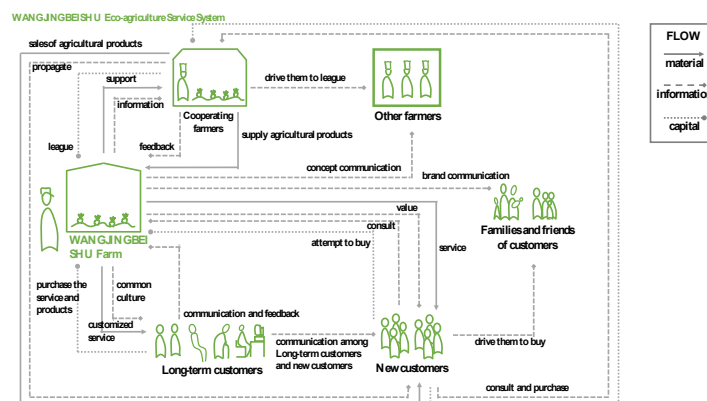 WANGJINGBEISHU Eco-agriculture Service System
sales of agricultural products
propagate
support
information
drive them to league
Cooperating
farmers
Other farmers
supply agricultural products
league
feedback
concept communication
brand communication
value
consult
attempt to buy
service
Families and friends
of customers
WANGJINGBEI
SHU Farm
purchase the
service and
products
common
culture
customized
service
communication and feedback
communication among
Long-term customers
and new customers
drive them to buy
Long-term customers
New customers
consult and purchase
FLOW
material
informatio
capital